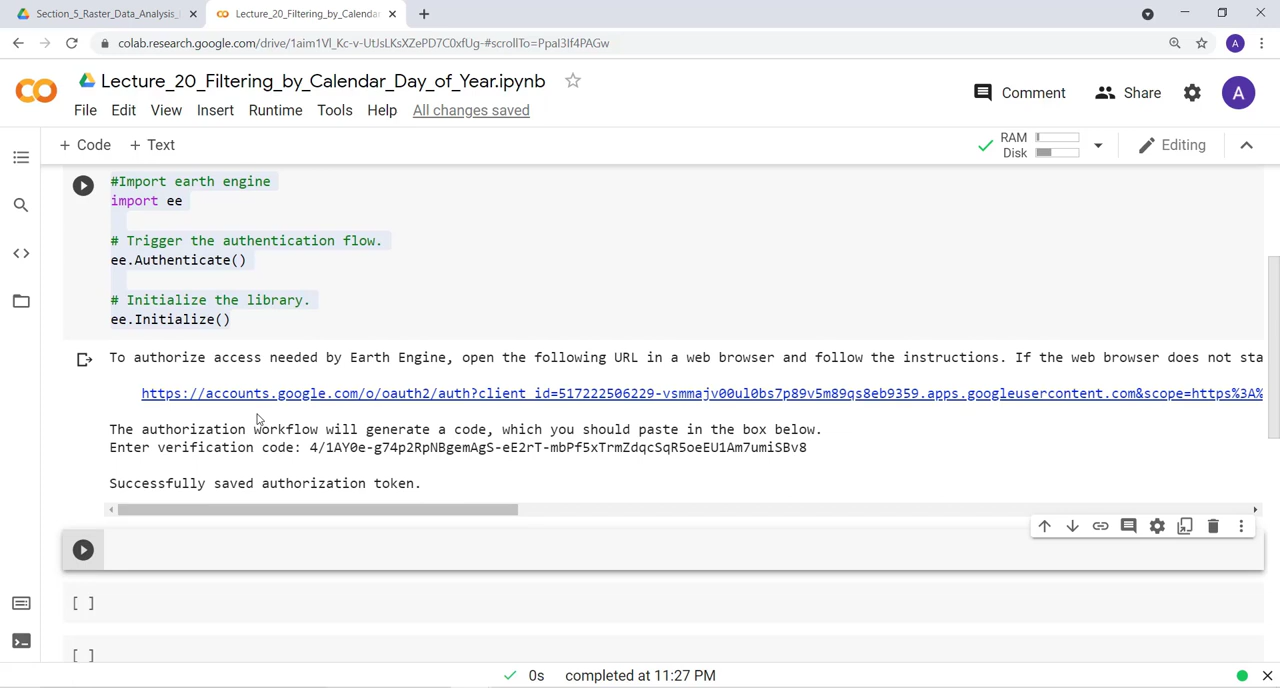 Section_5_Raster_Data_Analysis_
Lecture_20_Filtering_by_Calenda
colab.research.google.com/drive/1aim1Vl_Kc-v-UtJsLKsXZePD7C0xfUg-#scrollTo=PpaI3If4PAGw
A
Lecture_20_Filtering_by_Calendar_Day_of_Year.ipynb
Comment
Share
A
File Edit View Insert Runtime Tools Help All changes saved
+ Code + Text
RAM
Disk
Editing
#Import earth engine
import ee
# Trigger the authentication flow.
ee.Authenticate()
# Initialize the library.
ee.Initialize()
To authorize access needed by Earth Engine, open the following URL in a web browser and follow the instructions. If the web browser does not sta
https://accounts.google.com/o/oauth2/auth?client_id=517222506229-vsmmajv00ul0bs7p89v5m89qs8eb9359.apps.googleusercontent.com&scope=https%3A%
The authorization workflow will generate a code, which you should paste in the box below.
Enter verification code: 4/1AY0e-g74p2RpNBgemAgS-eE2rT-mbPf5xTrmZdqcSqR5oeEU1Am7umiSBv8
Successfully saved authorization token.
[ ]
[ ]
0s completed at 11:27 PM